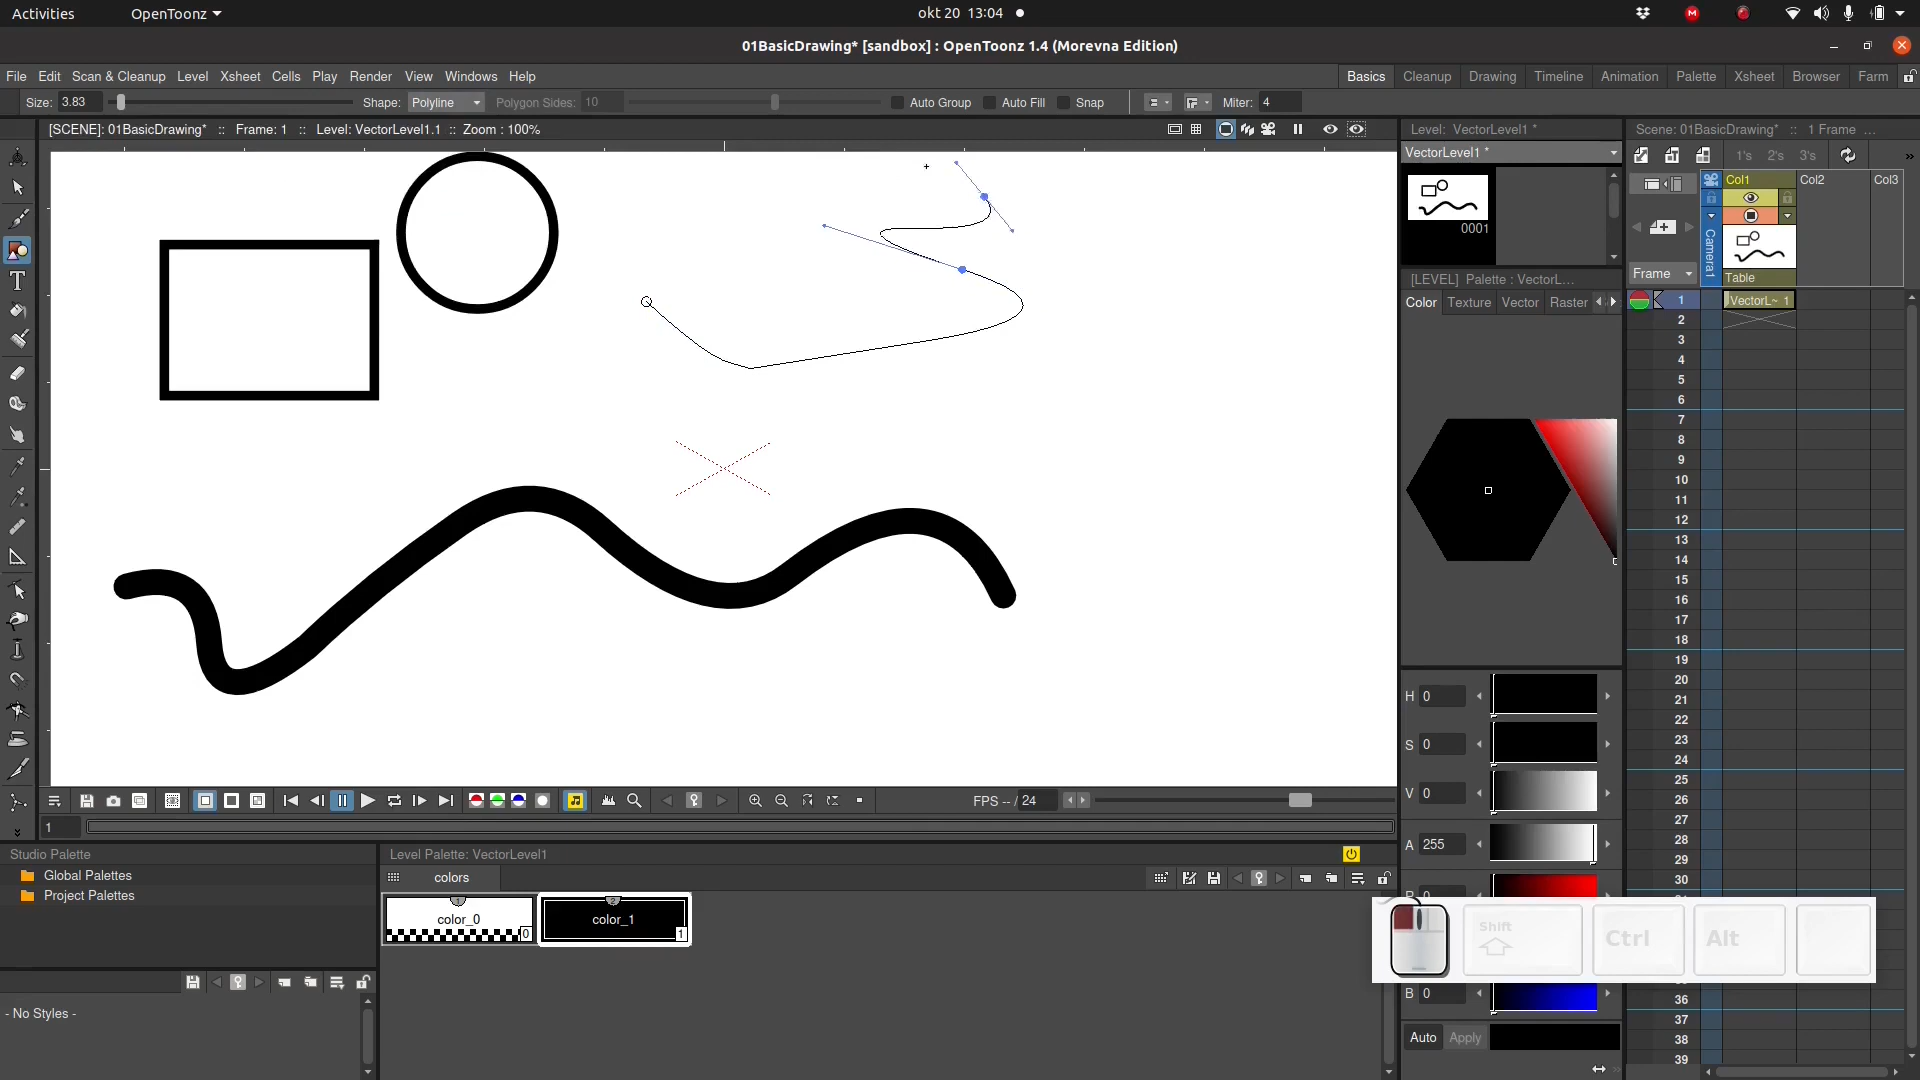 Activities
OpenToonz
okt 20 13:04
01BasicDrawing* [sandbox] : OpenToonz 1.4 (Morevna Edition)
File Edit Scan & Cleanup Level Xsheet Cells Play Render View Windows Help
Basics Cleanup Drawing Timeline Animation Palette Xsheet Browser Farm
Size: 3.83 Shape: Polyline Polygon Sides: 10 Auto Group Auto Fill Snap Miter: 4
[SCENE]: 01BasicDrawing* :: Frame: 1 :: Level: VectorLevel1.1 :: Zoom : 100%
Level: VectorLevel1 *
Scene: 01BasicDrawing* :: 1 Frame ...
VectorLevel1 *
1's 2's 3's
0001
Col1 Col2 Col3
Camera1
Table
Frame
[LEVEL] Palette : VectorL...
Color Texture Vector Raster
VectorL~ 1
1
2
3
4
5
6
7
8
9
10
11
12
13
14
15
16
17
18
19
20
21
22
23
24
25
26
27
28
29
30
36
37
38
39
H 0
S 0
V 0
A 255
B 0
Auto Apply
FPS -- / 24
1
Studio Palette
Global Palettes
Project Palettes
- No Styles -
Level Palette: VectorLevel1
colors
1
color_0
0
2
color_1
1
Shift
Ctrl
Alt